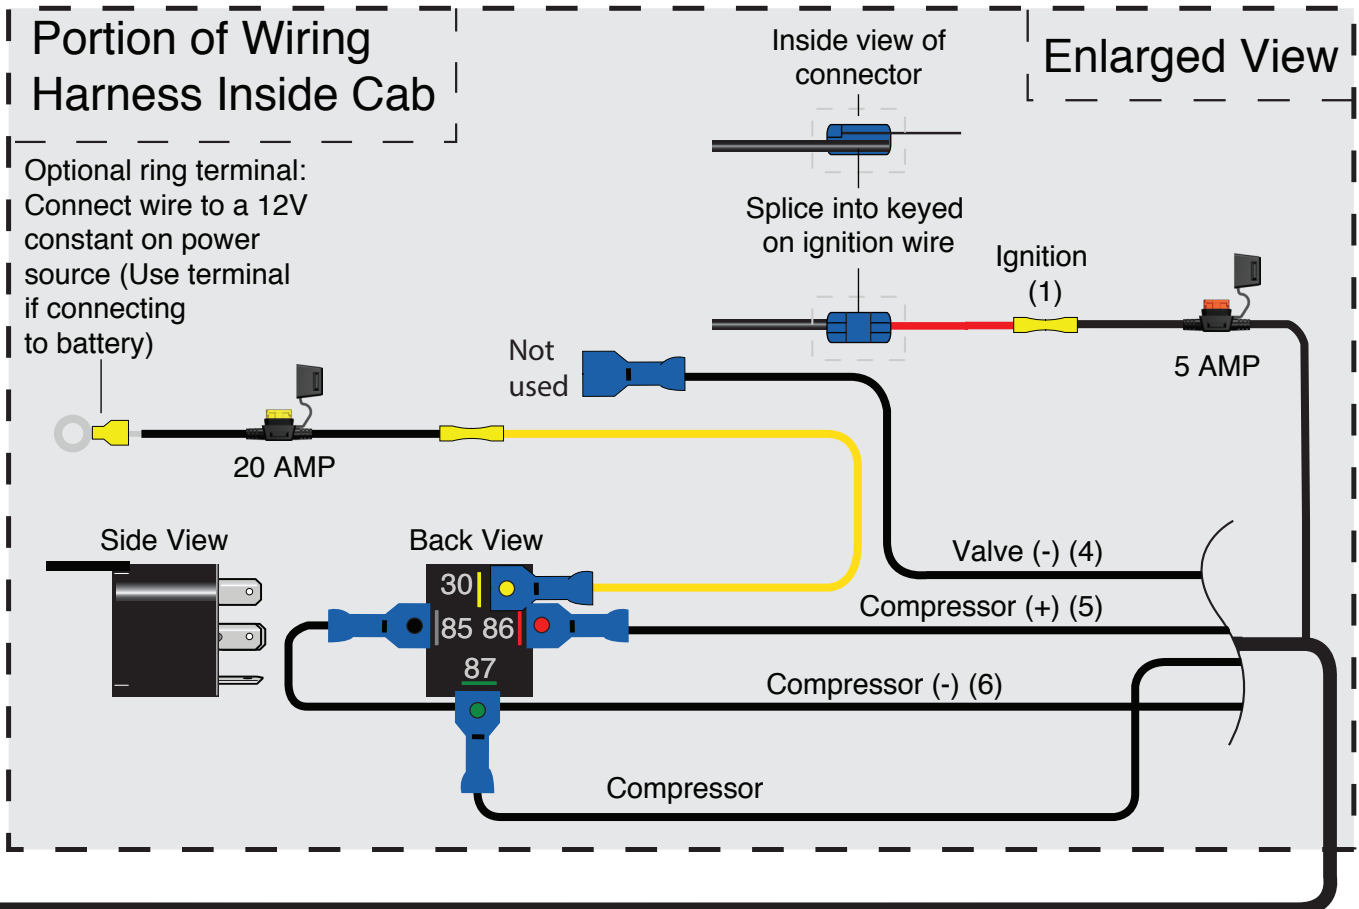 Portion of Wiring
Harness Inside Cab
Inside view of
connector
Enlarged View
Optional ring terminal:
Connect wire to a 12V
constant on power
source (Use terminal
if connecting
to battery)
Splice into keyed
on ignition wire
Ignition
(1)
5 AMP
Not
used
20 AMP
Side View
Back View
Valve (-) (4)
30
Compressor (+) (5)
85 86
87
Compressor (-) (6)
Compressor